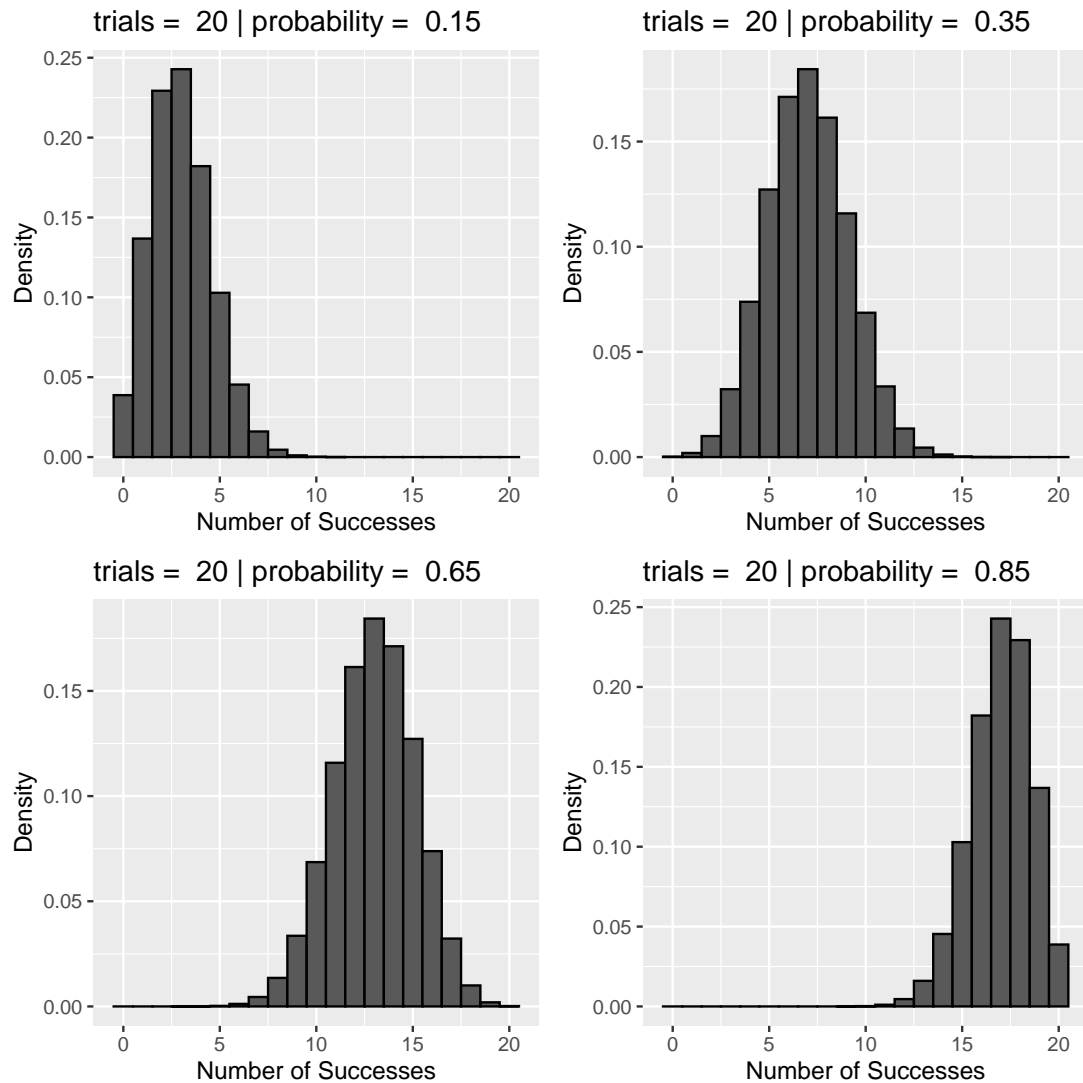 trials =  20 | probability =  0.15
0.25
0.20
0.15
0.10
0.05
0.00
Density
0 5 10 15 20
Number of Successes
trials =  20 | probability =  0.35
0.15
0.10
0.05
0.00
Density
0 5 10 15 20
Number of Successes
trials =  20 | probability =  0.65
0.15
0.10
0.05
0.00
Density
0 5 10 15 20
Number of Successes
trials =  20 | probability =  0.85
0.25
0.20
0.15
0.10
0.05
0.00
Density
0 5 10 15 20
Number of Successes